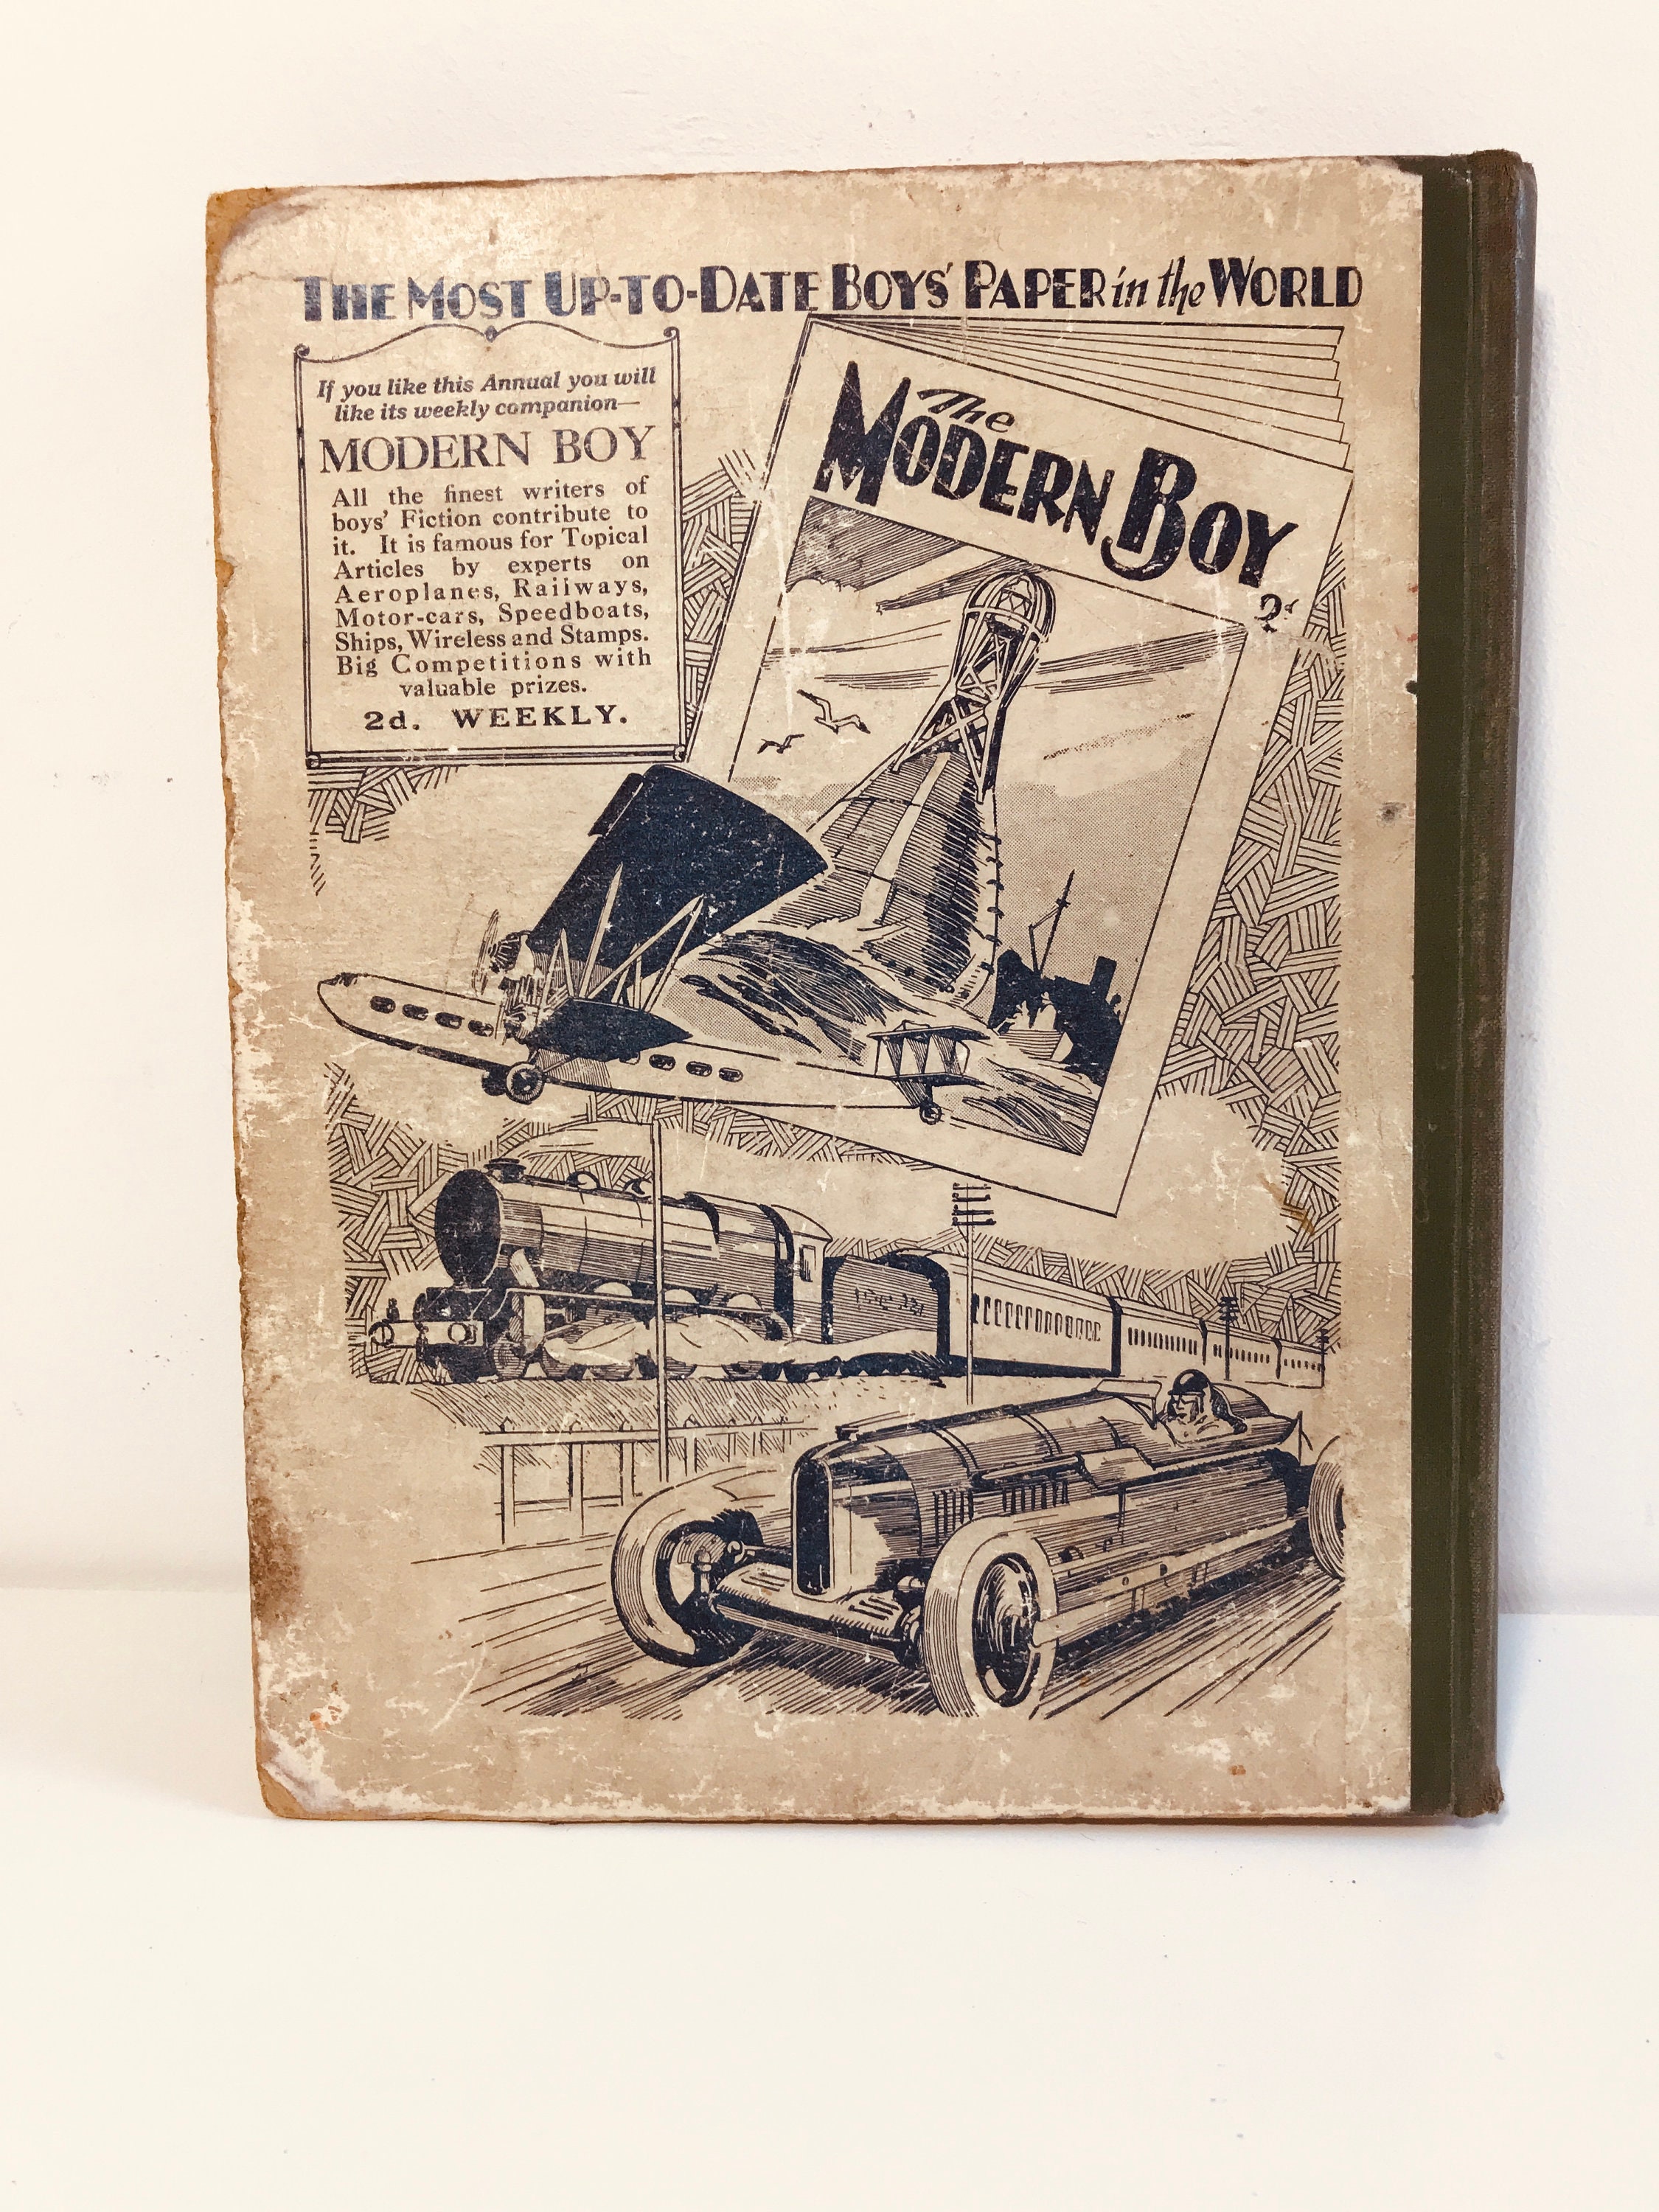 THE MOST UP-TO-DATE BOYS' PAPER in the WORLD
If you like this Annual you will
like its weekly companion—
MODERN BOY
All the finest writers of
boys' Fiction contribute to
it. It is famous for Topical
Articles by experts on
Aeroplanes, Railways,
Motor-cars, Speedboats,
Ships, Wireless and Stamps.
Big Competitions with
valuable prizes.
2d. WEEKLY.
The
MODERN BOY
2d